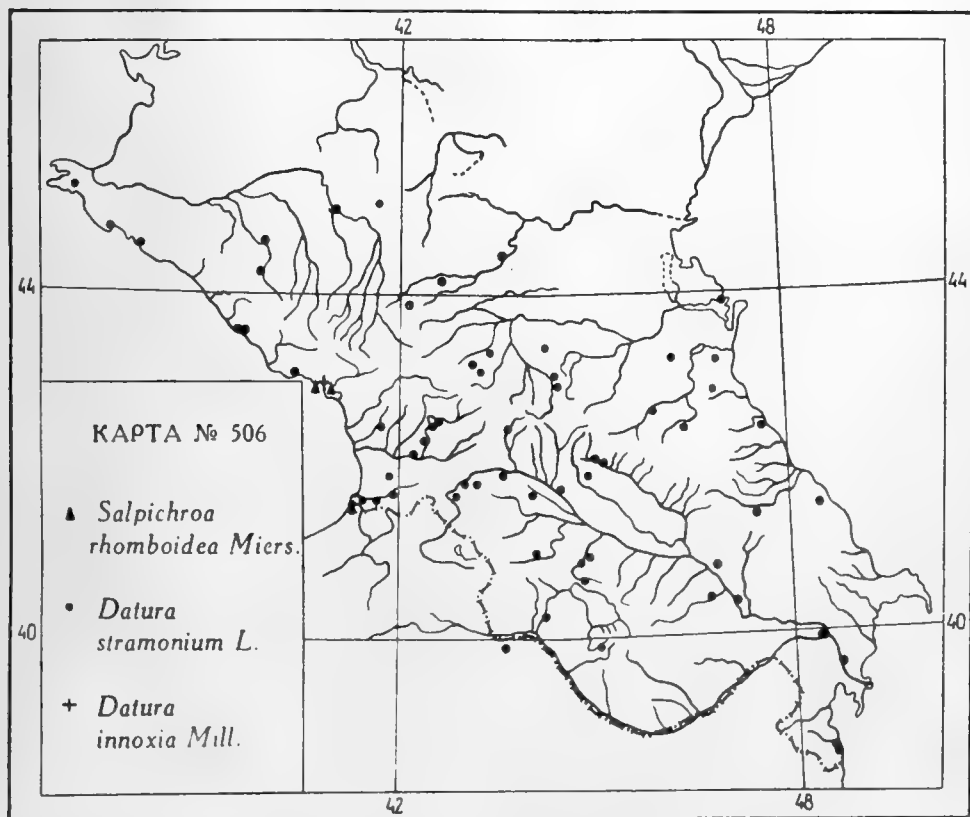 42 48
44 44
КАРТА № 506
Salpichroa
rhomboidea Miers.
Datura
stramonium L.
40 40
Datura
innoxia Mill.
42 48